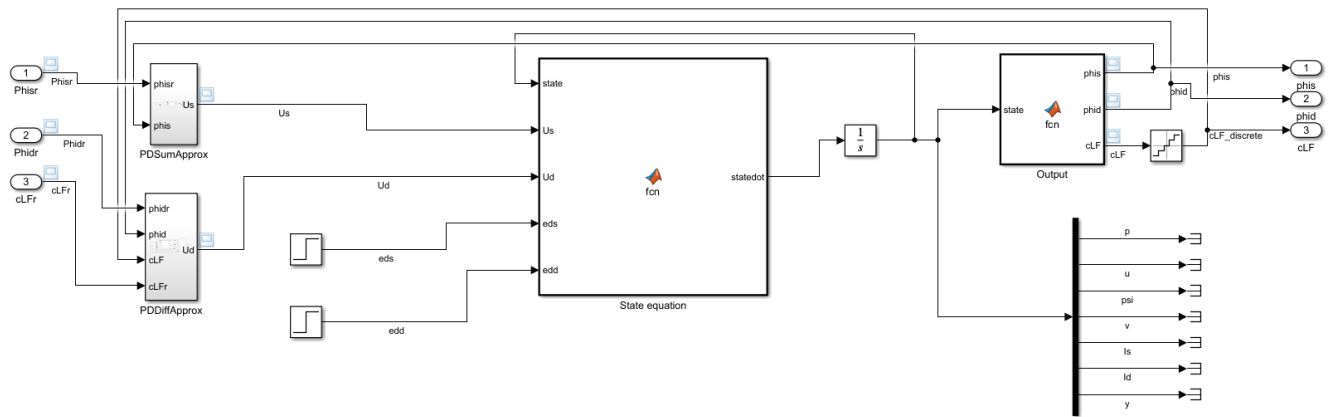 1
Phisr
Phisr
2
Phidr
Phidr
3
cLFr
cLFr
phisr
phis
Us
PDSumApprox
phidr
phid
cLF
cLFr
Ud
PDDiffApprox
Us
Ud
eds
edd
state
Us
Ud
eds
edd
fcn
statedot
State equation
1
s
state
fcn
phis
phid
cLF
Output
phis
phid
cLF
cLF_discrete
1
phis
2
phid
3
cLF
p
u
psi
v
Is
Id
y